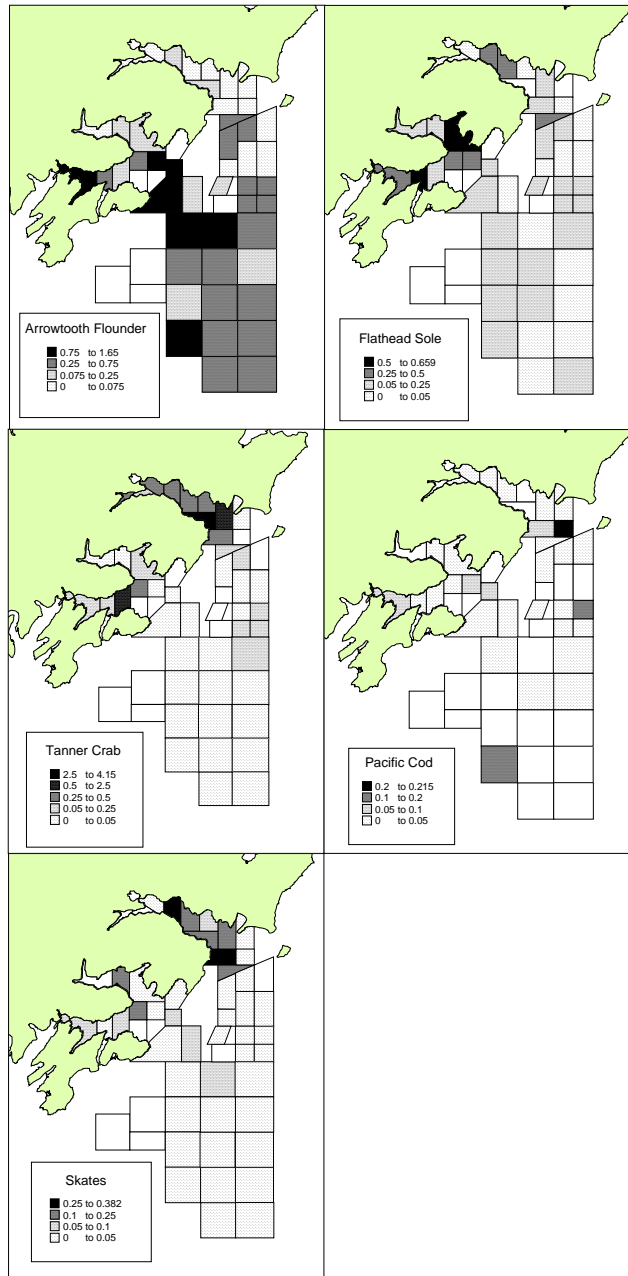 Arrowtooth Flounder
0.75 to 1.65
0.25 to 0.75
0.075 to 0.25
0 to 0.075
Flathead Sole
0.5 to 0.659
0.25 to 0.5
0.05 to 0.25
0 to 0.05
Tanner Crab
2.5 to 4.15
0.5 to 2.5
0.25 to 0.5
0.05 to 0.25
0 to 0.05
Pacific Cod
0.2 to 0.215
0.1 to 0.2
0.05 to 0.1
0 to 0.05
Skates
0.25 to 0.382
0.1 to 0.25
0.05 to 0.1
0 to 0.05